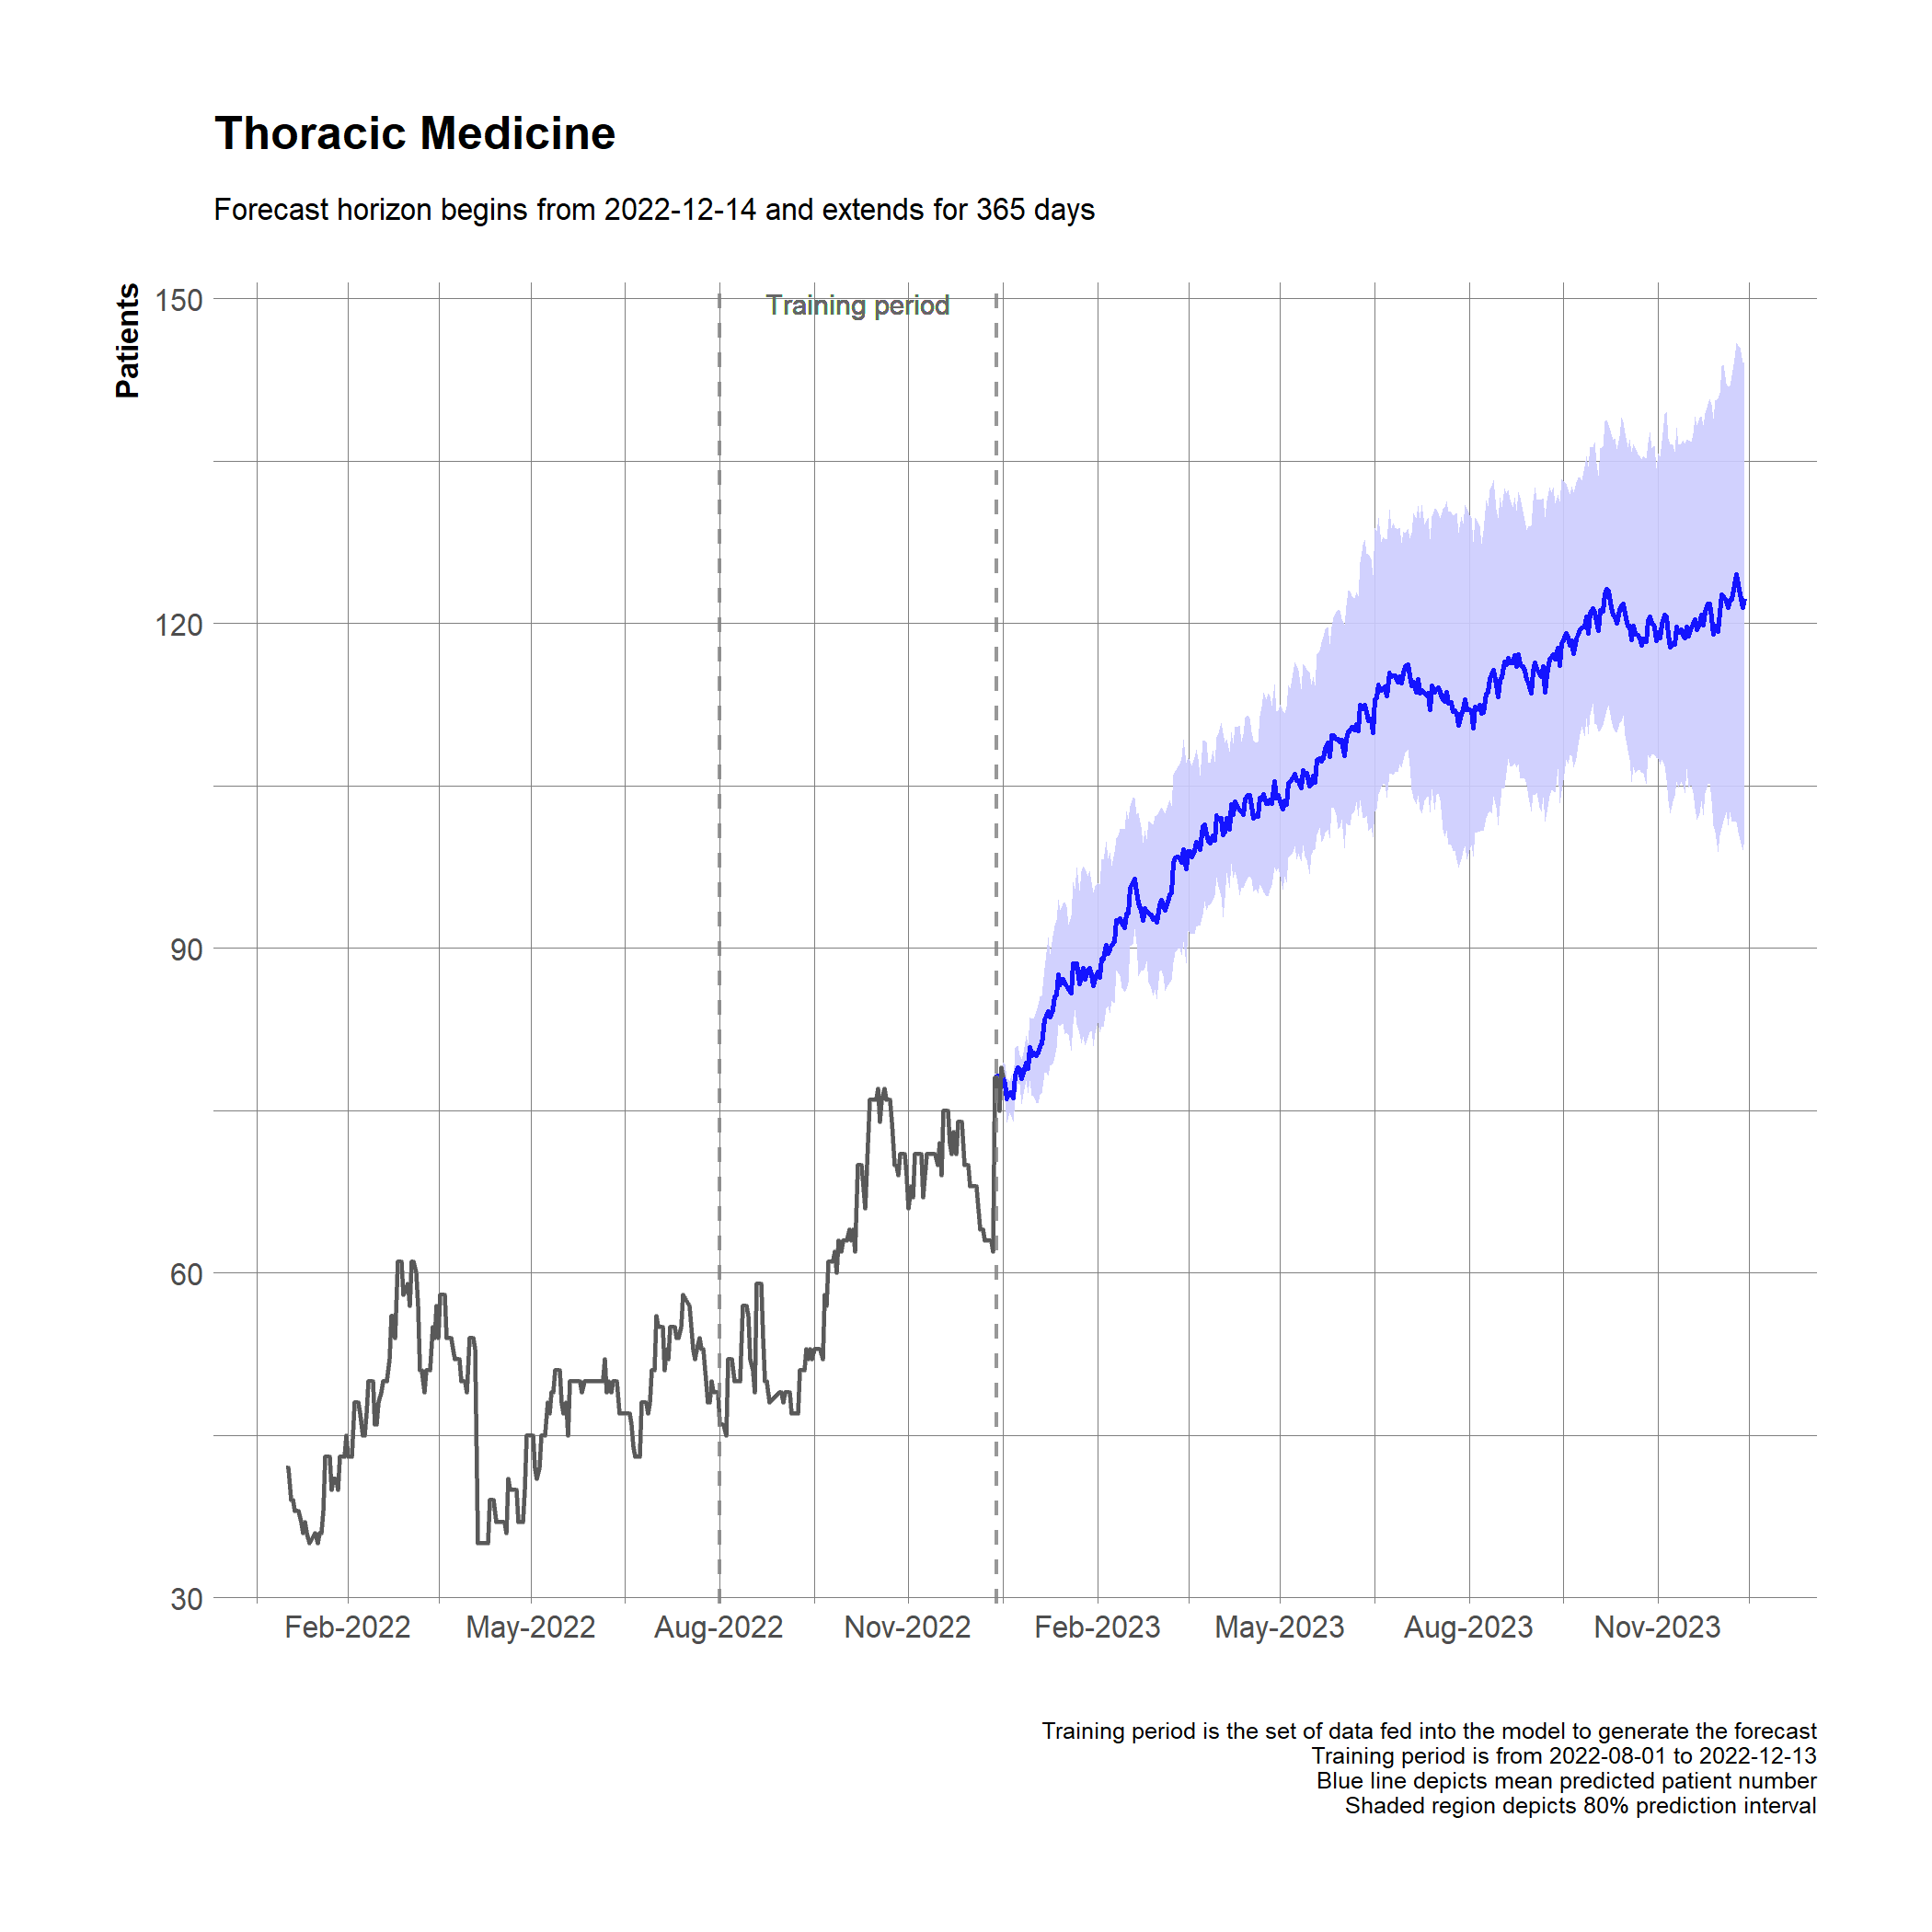 Thoracic Medicine
Forecast horizon begins from 2022-12-14 and extends for 365 days
Patients
150
120
90
60
30
Training period
Feb-2022
May-2022
Aug-2022
Nov-2022
Feb-2023
May-2023
Aug-2023
Nov-2023
Training period is the set of data fed into the model to generate the forecast
Training period is from 2022-08-01 to 2022-12-13
Blue line depicts mean predicted patient number
Shaded region depicts 80% prediction interval